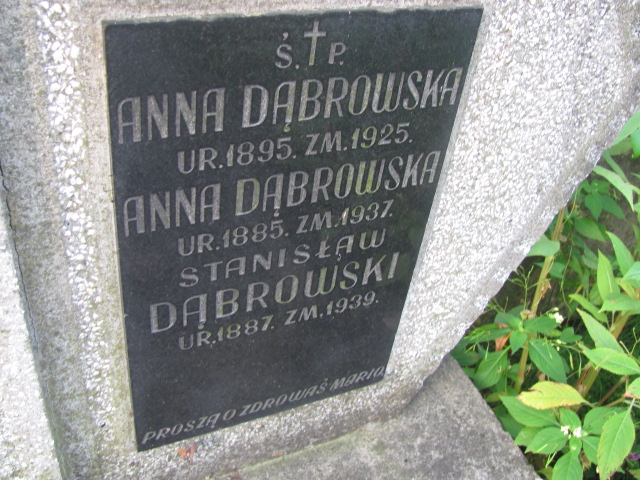 Ś. P.
ANNA DĄBROWSKA
UR. 1895. ZM. 1925.
ANNA DĄBROWSKA
UR. 1885. ZM. 1937.
STANISŁAW
DĄBROWSKI
UR. 1887. ZM. 1939.
PROSZĄ O ZDROWAŚ MARIO.